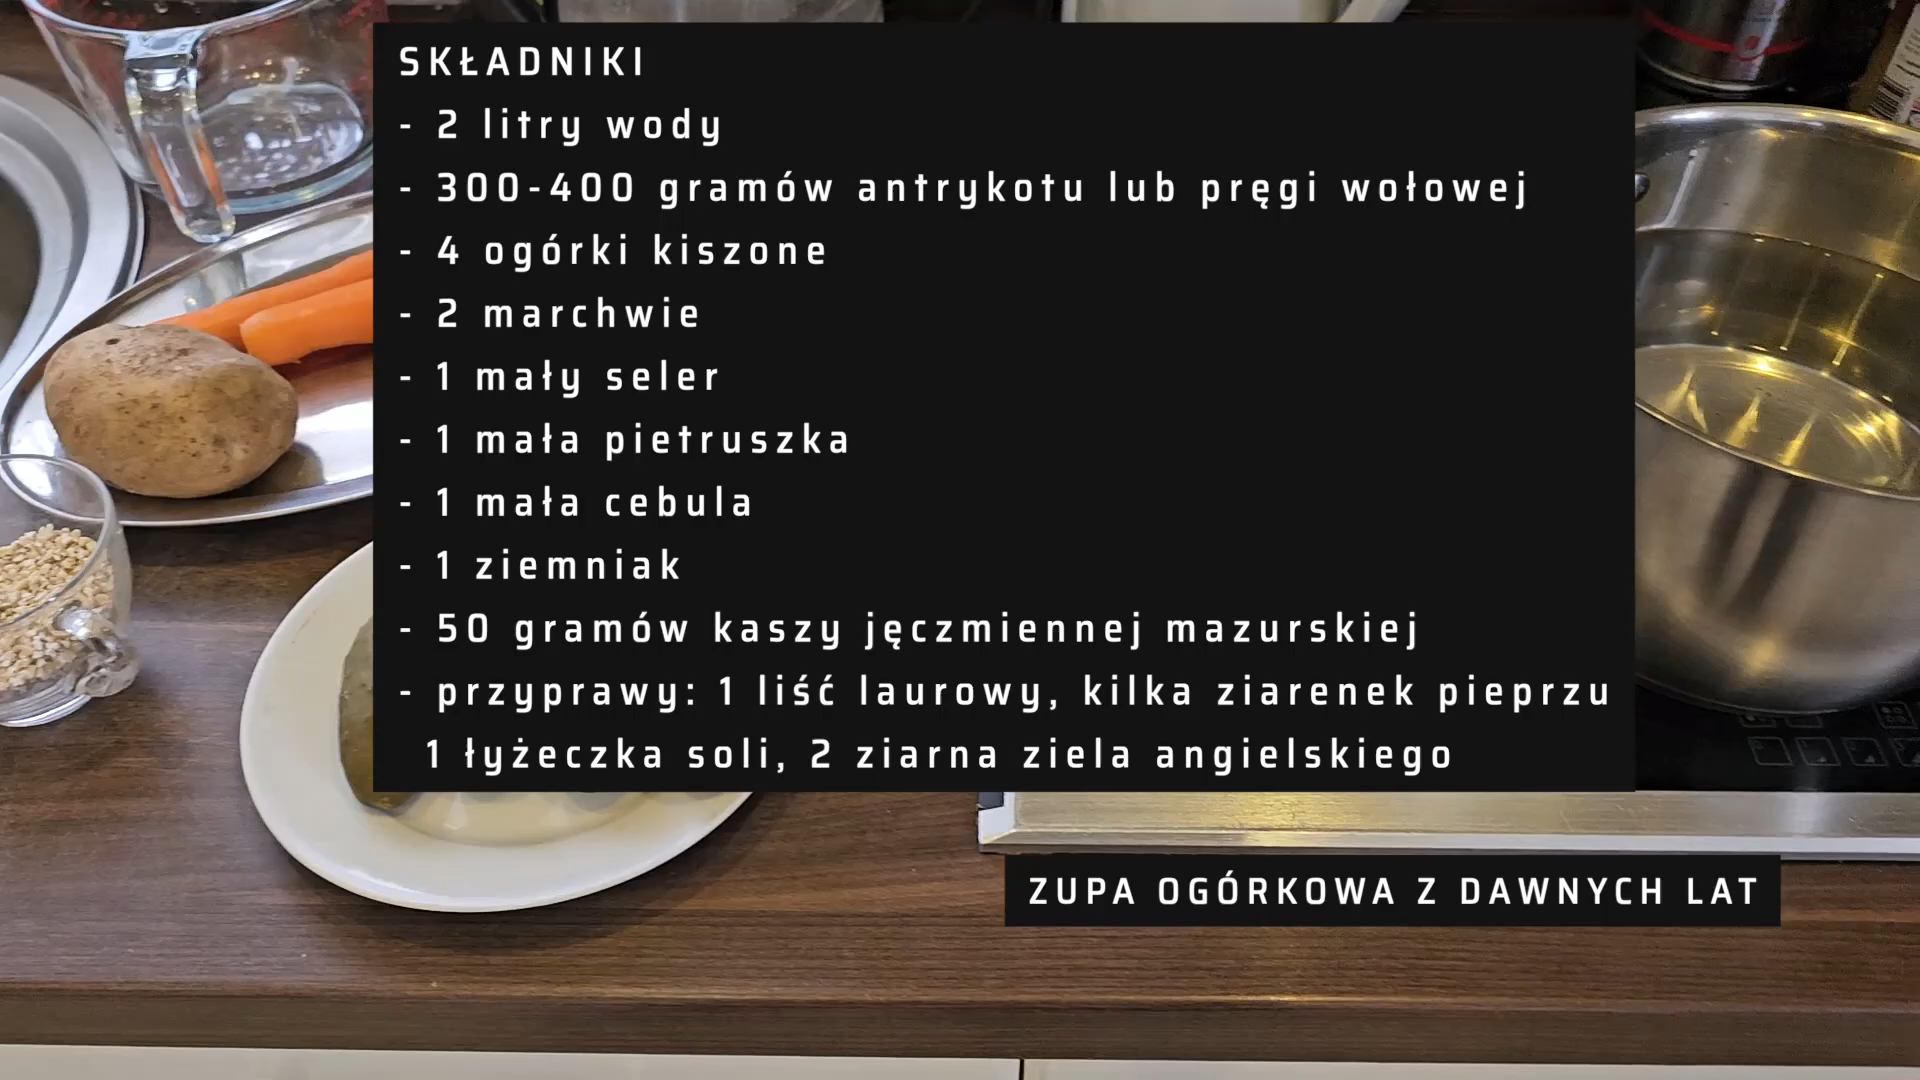 SKŁADNIKI
- 2 litry wody
- 300-400 gramów antrykotu lub pręgi wołowej
- 4 ogórki kiszone
- 2 marchwie
- 1 mały seler
- 1 mała pietruszka
- 1 mała cebula
- 1 ziemniak
- 50 gramów kaszy jęczmiennej mazurskiej
- przyprawy: 1 liść laurowy, kilka ziarenek pieprzu
1 łyżeczka soli, 2 ziarna ziela angielskiego
ZUPA OGÓRKOWA Z DAWNYCH LAT